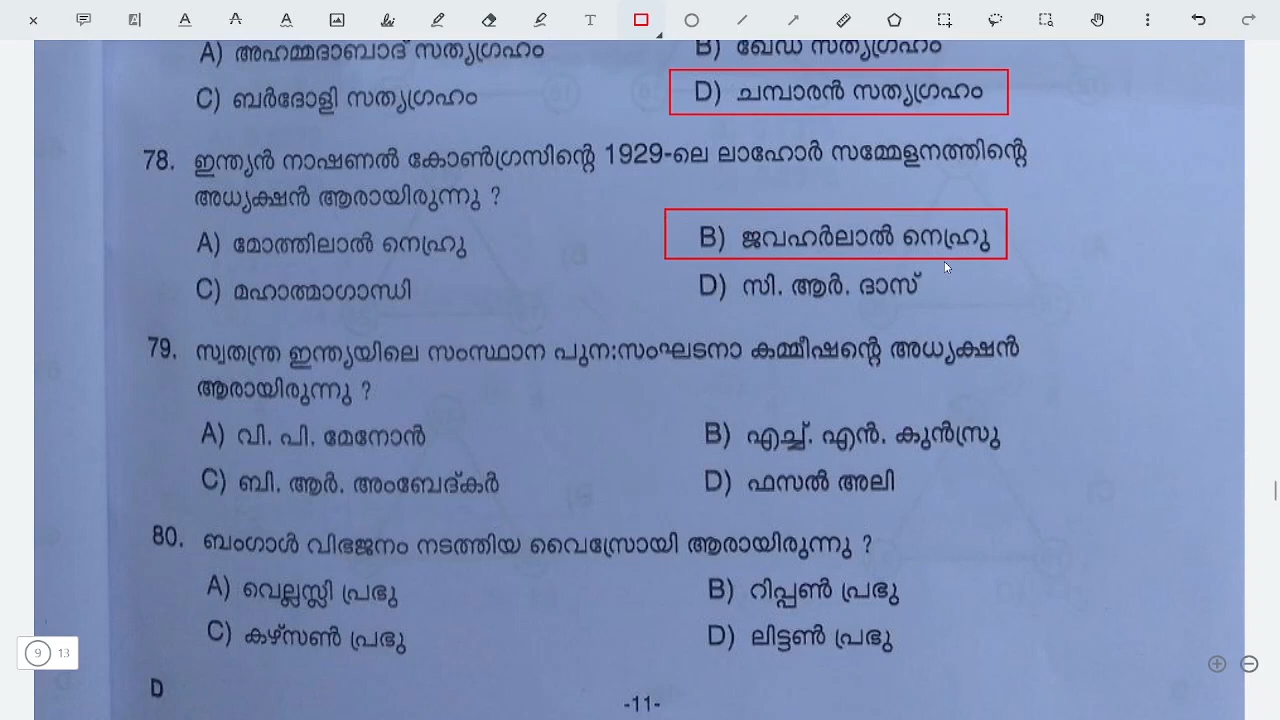 A) അഹമ്മദാബാദ് സത്യഗ്രഹം
B) ഖേഡ സത്യഗ്രഹം
C) ബർദോളി സത്യഗ്രഹം
D) ചമ്പാരൻ സത്യഗ്രഹം
78. ഇന്ത്യൻ നാഷണൽ കോൺഗ്രസിന്റെ 1929-ലെ ലാഹോർ സമ്മേളനത്തിന്റെ
അധ്യക്ഷൻ ആരായിരുന്നു ?
A) മോത്തിലാൽ നെഹ്രു
B) ജവഹർലാൽ നെഹ്രു
C) മഹാത്മാഗാന്ധി
D) സി. ആർ. ദാസ്
79. സ്വതന്ത്ര ഇന്ത്യയിലെ സംസ്ഥാന പുന:സംഘടനാ കമ്മീഷന്റെ അധ്യക്ഷൻ
ആരായിരുന്നു ?
A) വി. പി. മേനോൻ
B) എച്ച്. എൻ. കുൻസ്രു
C) ബി. ആർ. അംബേദ്കർ
D) ഫസൽ അലി
80. ബംഗാൾ വിഭജനം നടത്തിയ വൈസ്രോയി ആരായിരുന്നു ?
A) വെല്ലസ്ലി പ്രഭു
B) റിപ്പൺ പ്രഭു
C) കഴ്സൺ പ്രഭു
D) ലിട്ടൺ പ്രഭു
9 13
D
-11-